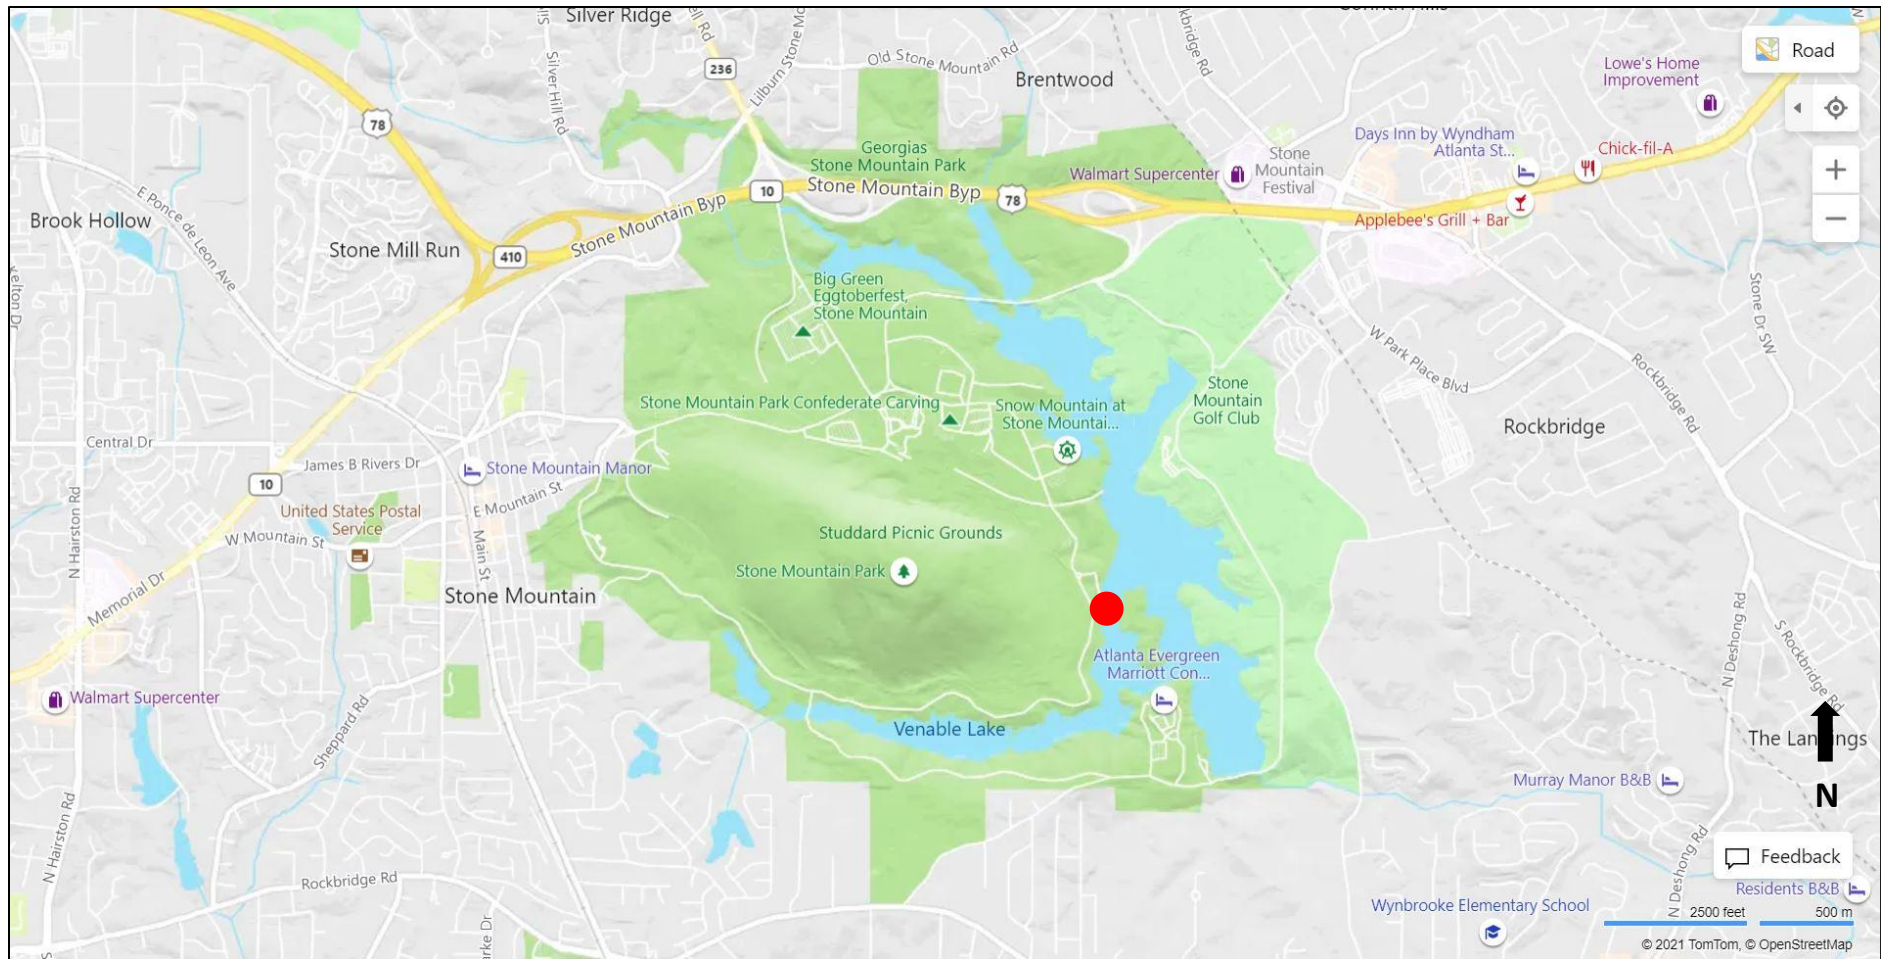 Silver Ridge
Old Stone Mountain Rd
Brentwood
236
Lilburn Stone
Silver Hill Rd
kbridge Rd
Road
Lowe's Home
Improvement
78
Georgias
Stone Mountain Park
Days Inn by Wyndham
Atlanta St...
Chick-fil-A
Stone
Mountain
Festival
Walmart Supercenter
10
Stone Mountain Byp
78
Applebee's Grill + Bar
E Ponce de Leon Ave
Brook Hollow
Stone Mill Run
410
Stone Mountain Byp
Big Green
Eggtoberfest,
Stone Mountain
Stone Dr SW
W Park Place Blvd
Rockbridge Rd
Stone Mountain Park Confederate Carving
Snow Mountain at
Stone Mountai...
Stone
Mountain
Golf Club
Rockbridge
Central Dr
James B Rivers Dr
Stone Mountain Manor
10
E Mountain St
N Hairston Rd
United States Postal
Service
W Mountain St
Main St
Studdard Picnic Grounds
Stone Mountain Park
Memorial Dr
Stone Mountain
Atlanta Evergreen
Marriott Con...
N Deshong Rd
S Rockbridge Rd
Walmart Supercenter
Sheppard Rd
Venable Lake
The Lan
ngs
Murray Manor B&B
N
N Hairston Rd
Feedback
N Deshong Rd
Rockbridge Rd
Residents B&B
Wynbrooke Elementary School
2500 feet
500 m
© 2021 TomTom, © OpenStreetMap